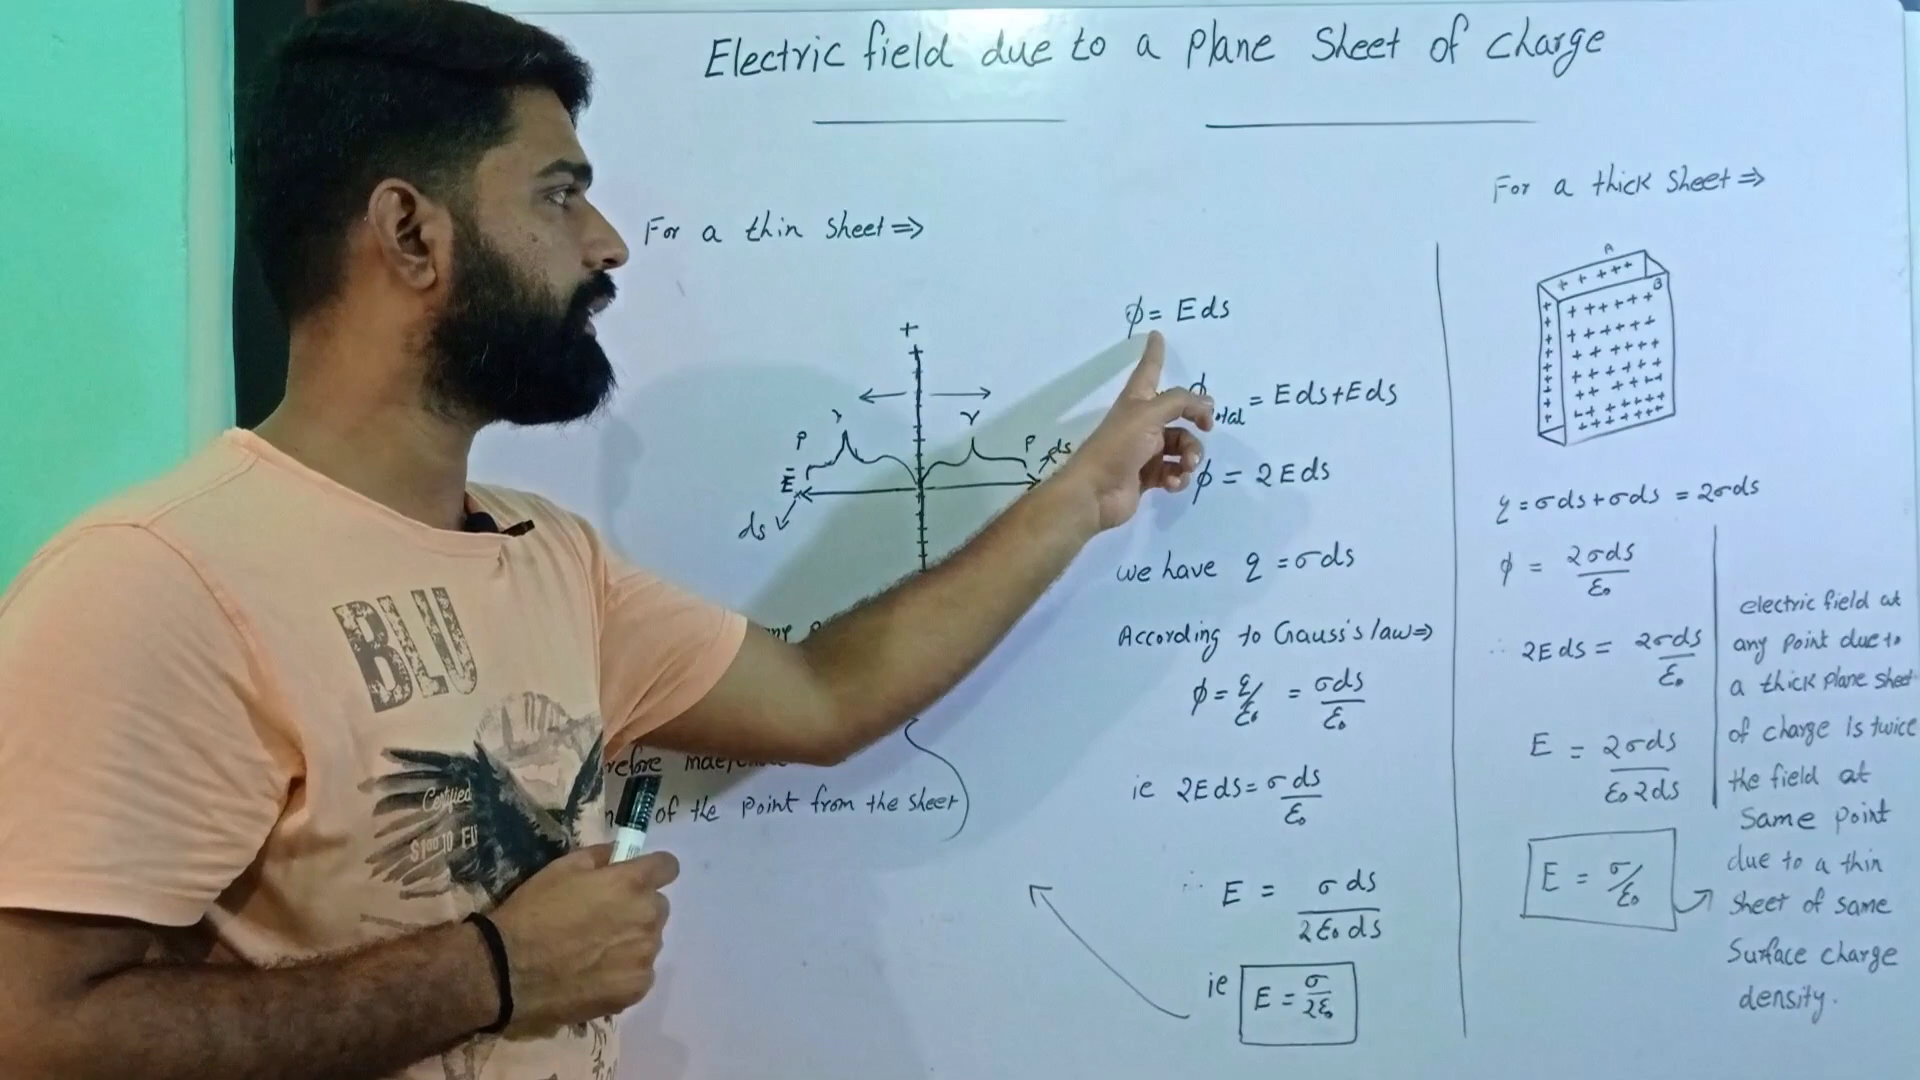 Electric field due to a plane Sheet of charge
For a thin sheet ⇒
+
P
r
P
ds
E
ds
of the point from the sheet
ϕ = Eds
= Eds+Eds
ϕ = 2Eds
we have q = σds
According to Gauss's law⇒
ϕ = q/ε₀ = σds/ε₀
ie 2Eds = σds/ε₀
∴ E = σds/2ε₀ds
ie E = σ/2ε₀
For a thick sheet ⇒
A
B
q = σds+σds = 2σds
ϕ = 2σds/ε₀
∴ 2Eds = 2σds/ε₀
E = 2σds/ε₀2ds
E = σ/ε₀
electric field at
any point due to
a thick plane sheet
of charge is twice
the field at
Same point
due to a thin
sheet of same
Surface charge
density.
BLU
Certified